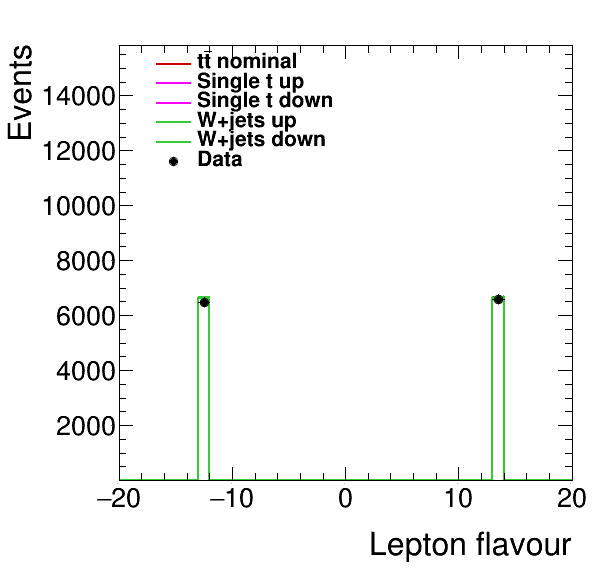 Events
tt̄ nominal
Single t up
Single t down
W+jets up
W+jets down
Data
14000
12000
10000
8000
6000
4000
2000
−20 −10 0 10 20
Lepton flavour